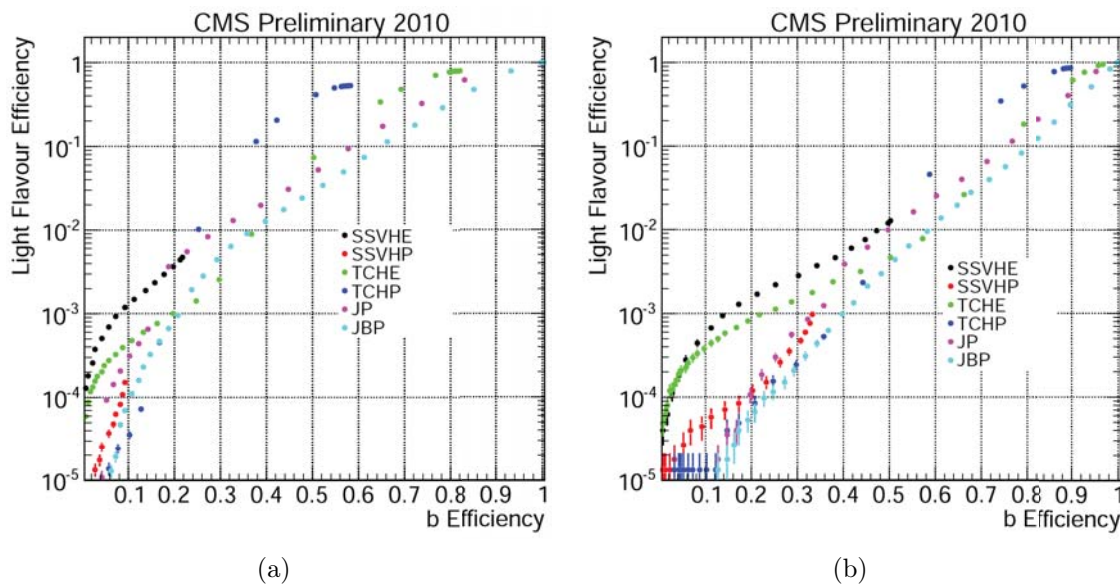 CMS Preliminary 2010
Light Flavour Efficiency
1
10-1
10-2
10-3
10-4
10-5
SSVHE
SSVHP
TCHE
TCHP
JP
JBP
0.1 0.2 0.3 0.4 0.5 0.6 0.7 0.8 0.9 1
b Efficiency
(a)
CMS Preliminary 2010
Light Flavour Efficiency
1
10-1
10-2
10-3
10-4
10-5
SSVHE
SSVHP
TCHE
TCHP
JP
JBP
0.1 0.2 0.3 0.4 0.5 0.6 0.7 0.8 0.9 1
b Efficiency
(b)